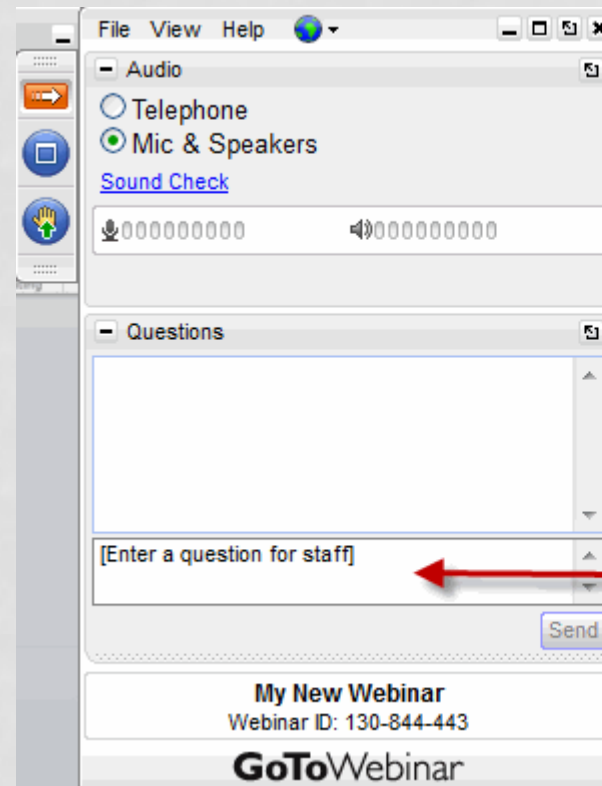 File View Help
Audio
Telephone
Mic & Speakers
Sound Check
000000000 000000000
Questions
[Enter a question for staff]
Send
My New Webinar
Webinar ID: 130-844-443
GoToWebinar